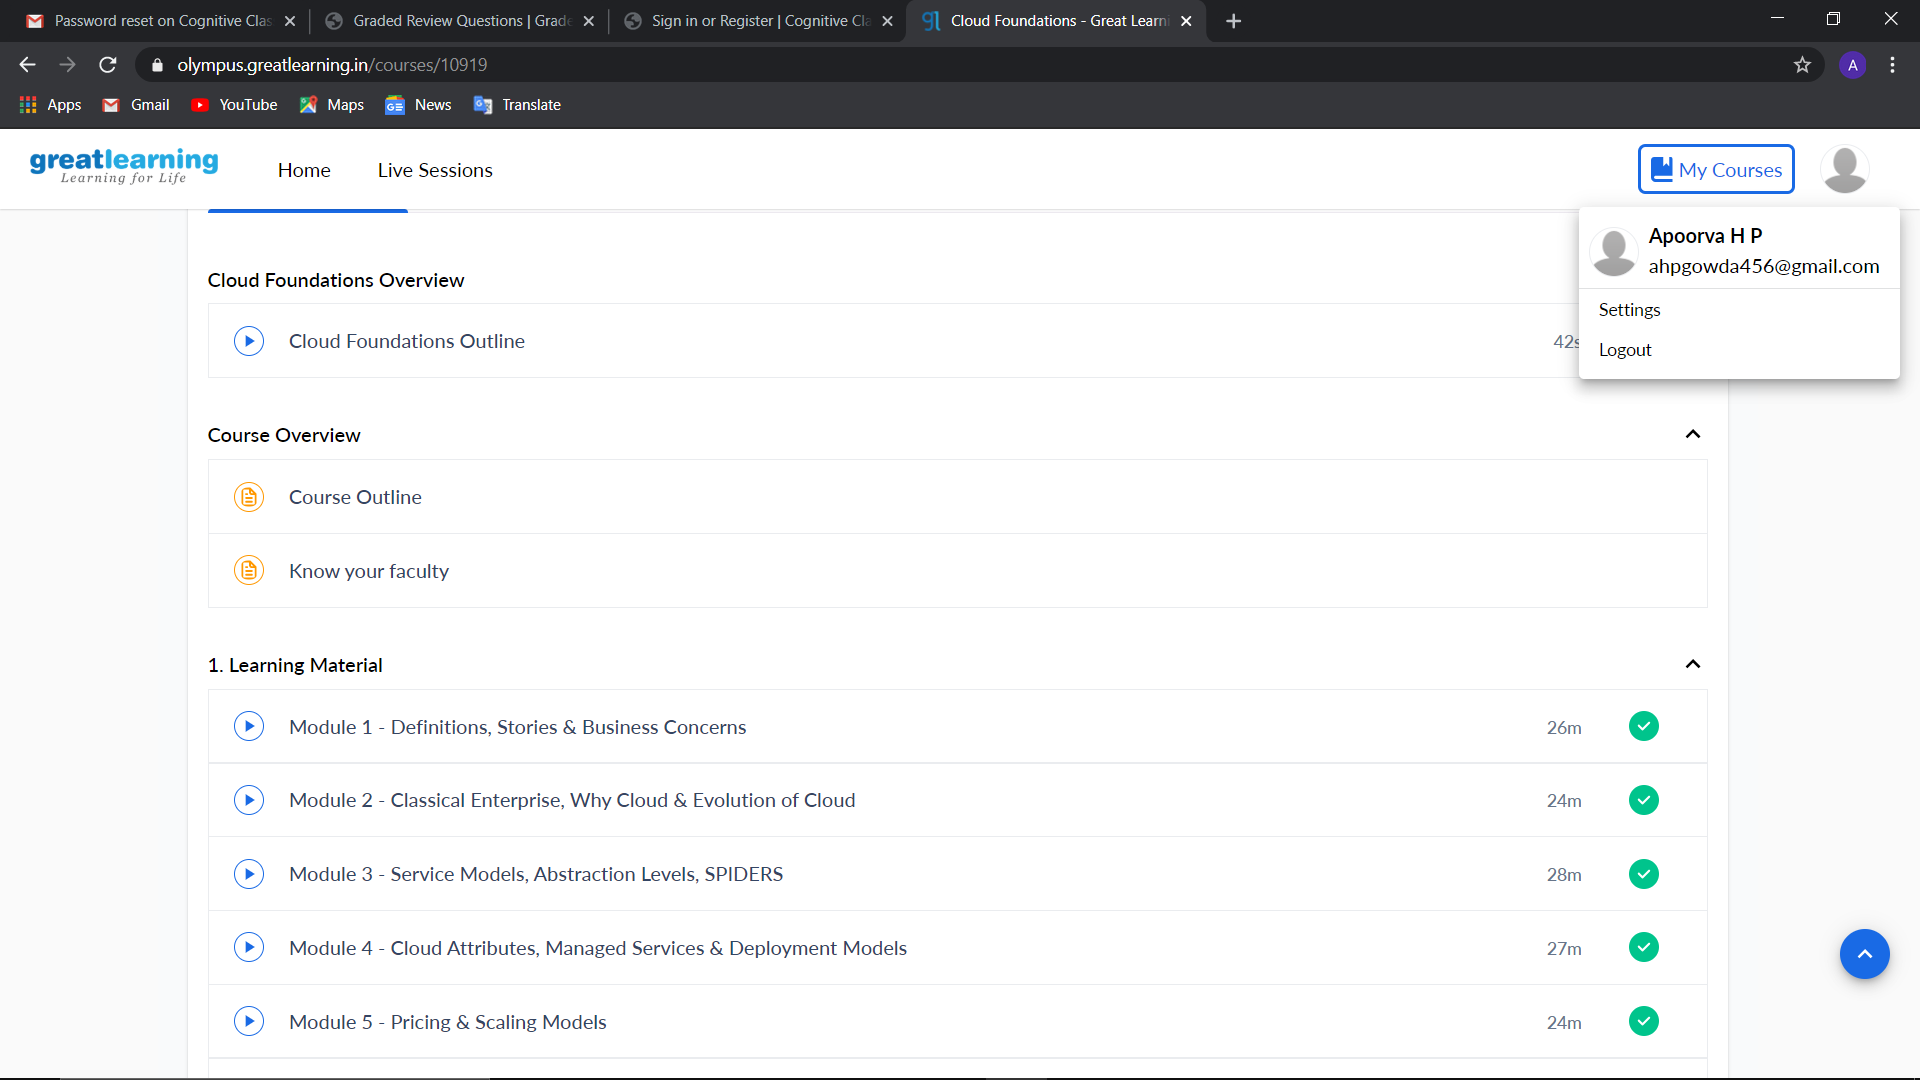 Password reset on Cognitive Clas
Graded Review Questions | Grade
Sign in or Register | Cognitive Cla
Cloud Foundations - Great Learni
olympus.greatlearning.in/courses/10919
A
Apps
Gmail
YouTube
Maps
News
Translate
greatlearning
Learning for Life
Home
Live Sessions
My Courses
Apoorva H P
ahpgowda456@gmail.com
Settings
Logout
Cloud Foundations Overview
Cloud Foundations Outline
42s
Course Overview
Course Outline
Know your faculty
1. Learning Material
Module 1 - Definitions, Stories & Business Concerns
26m
Module 2 - Classical Enterprise, Why Cloud & Evolution of Cloud
24m
Module 3 - Service Models, Abstraction Levels, SPIDERS
28m
Module 4 - Cloud Attributes, Managed Services & Deployment Models
27m
Module 5 - Pricing & Scaling Models
24m